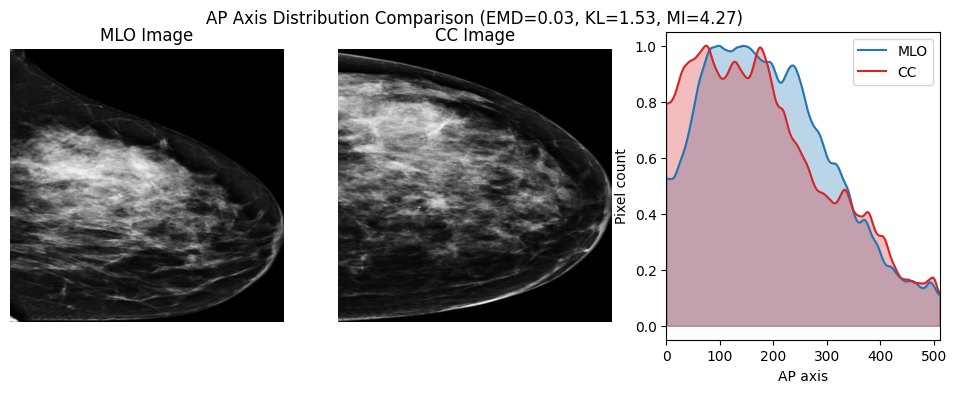 AP Axis Distribution Comparison (EMD=0.03, KL=1.53, MI=4.27)
MLO Image
CC Image
MLO
CC
Pixel count
1.0
0.8
0.6
0.4
0.2
0.0
0 100 200 300 400 500
AP axis